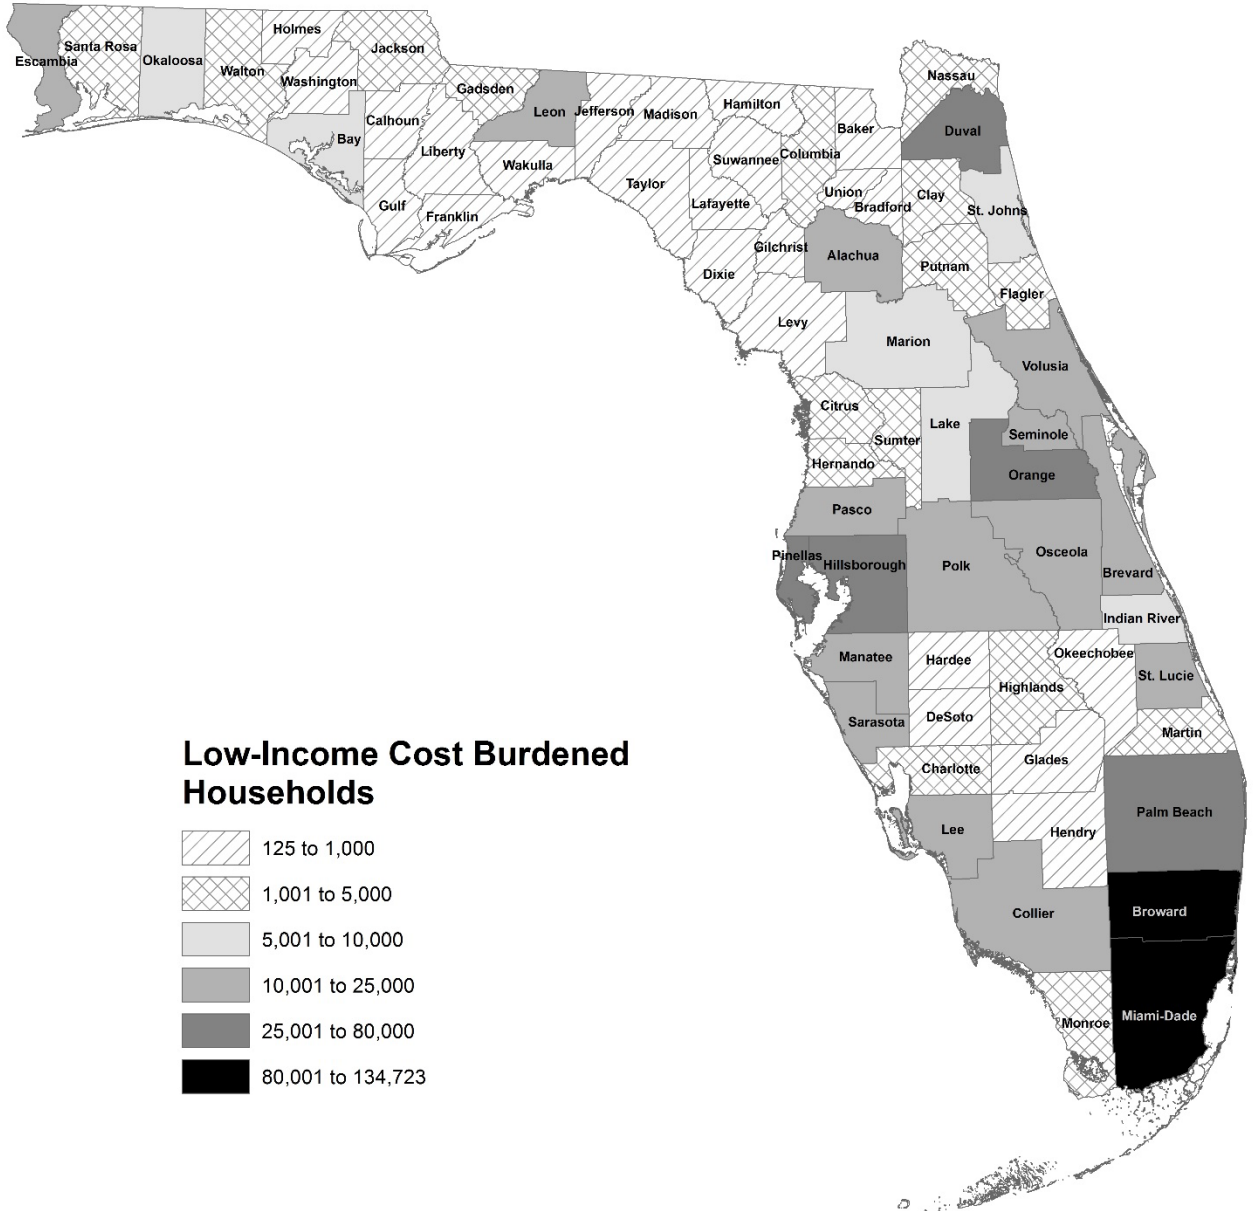 Holmes
Santa Rosa
Jackson
Escambia
Okaloosa
Walton
Washington
Nassau
Gadsden
Leon
Jefferson
Madison
Hamilton
Calhoun
Bay
Baker
Duval
Liberty
Columbia
Suwannee
Wakulla
Taylor
Union
Clay
Lafayette
Gulf
Franklin
Bradford
St. Johns
Gilchrist
Alachua
Dixie
Putnam
Flagler
Levy
Marion
Volusia
Citrus
Lake
Sumter
Seminole
Hernando
Orange
Pasco
Pinellas
Hillsborough
Polk
Osceola
Brevard
Indian River
Manatee
Hardee
Okeechobee
Highlands
St. Lucie
DeSoto
Sarasota
Martin
Charlotte
Glades
Palm Beach
Lee
Hendry
Collier
Broward
Miami-Dade
Monroe
Low-Income Cost Burdened
Households
125 to 1,000
1,001 to 5,000
5,001 to 10,000
10,001 to 25,000
25,001 to 80,000
80,001 to 134,723